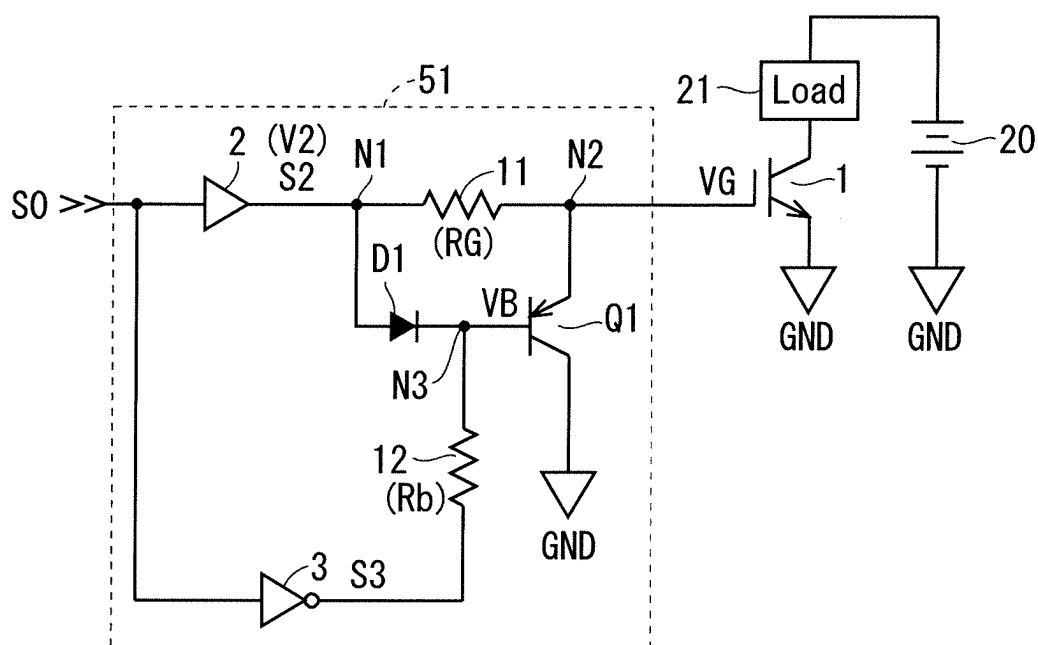 51
21
Load
20
2
(V2)
S2
N1
11
N2
VG
1
S0
(RG)
D1
VB
Q1
GND
GND
N3
12
(Rb)
GND
3
S3